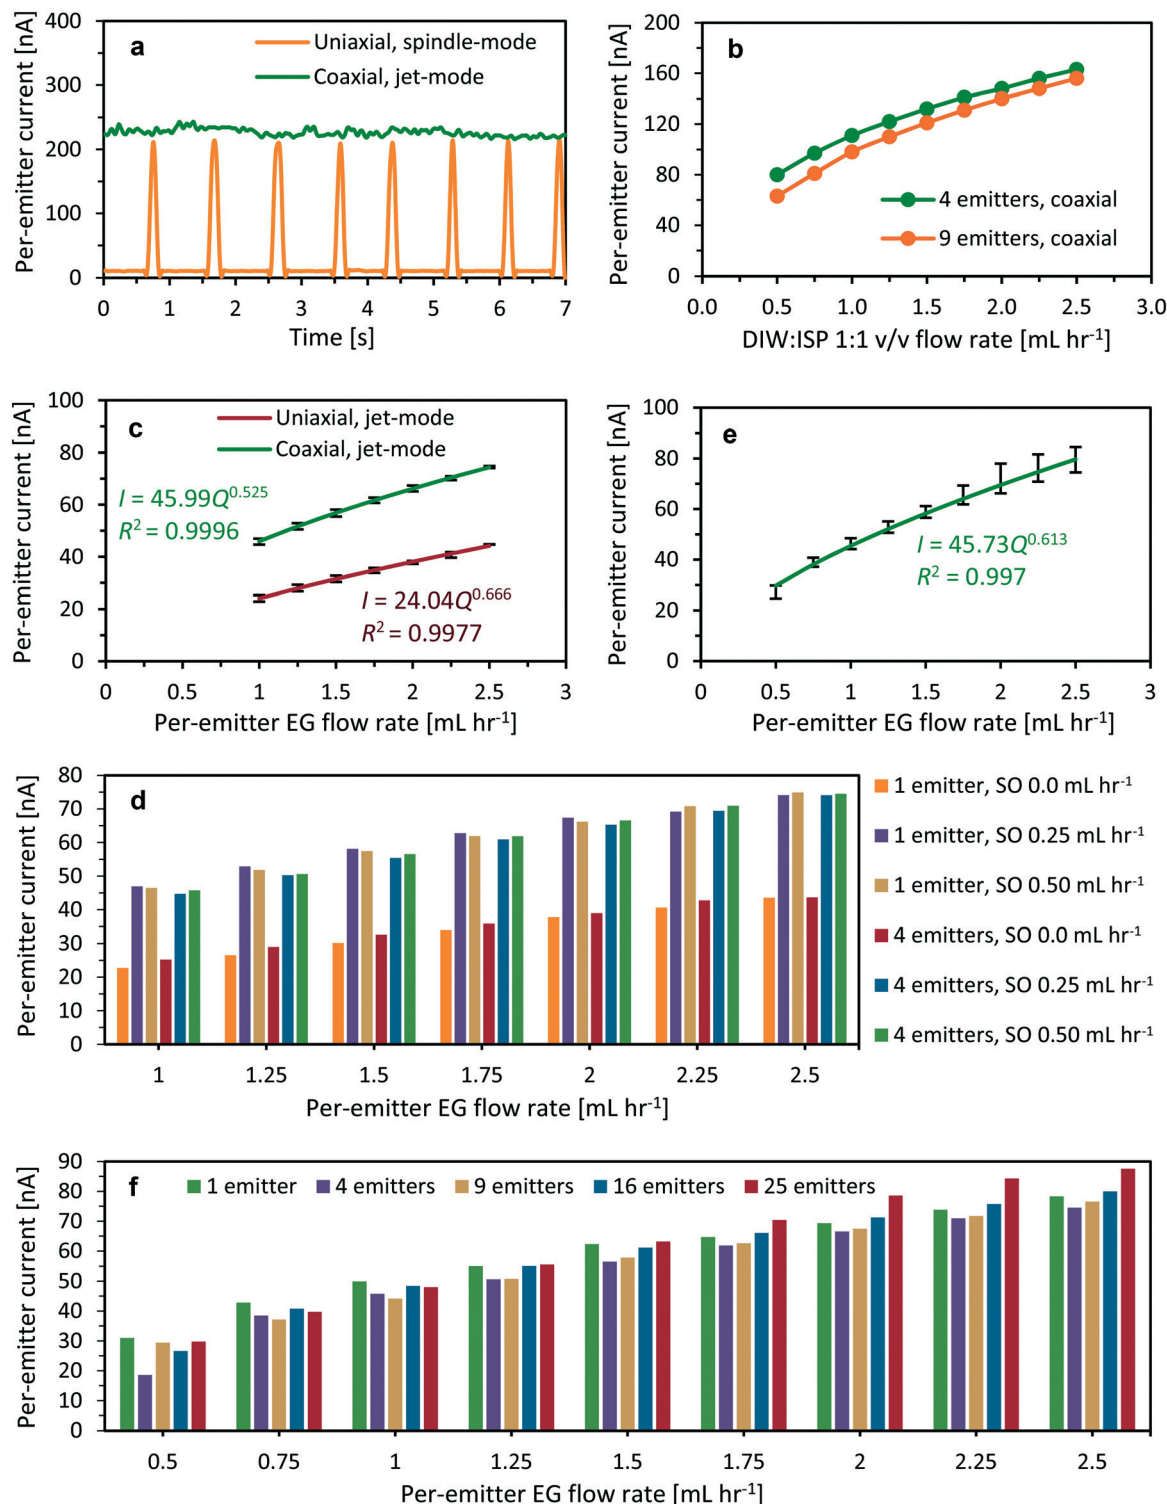 a
Uniaxial, spindle-mode
Coaxial, jet-mode
Per-emitter current [nA]
400
300
200
100
0
0 1 2 3 4 5 6 7
Time [s]
b
Per-emitter current [nA]
200
160
120
80
40
0
4 emitters, coaxial
9 emitters, coaxial
0.0 0.5 1.0 1.5 2.0 2.5 3.0
DIW:ISP 1:1 v/v flow rate [mL hr⁻¹]
c
Uniaxial, jet-mode
Coaxial, jet-mode
Per-emitter current [nA]
100
80
60
40
20
0
I = 45.99Q^0.525
R² = 0.9996
I = 24.04Q^0.666
R² = 0.9977
0 0.5 1 1.5 2 2.5 3
Per-emitter EG flow rate [mL hr⁻¹]
e
Per-emitter current [nA]
100
80
60
40
20
0
I = 45.73Q^0.613
R² = 0.997
0 0.5 1 1.5 2 2.5 3
Per-emitter EG flow rate [mL hr⁻¹]
d
Per-emitter current [nA]
80
70
60
50
40
30
20
10
0
1 1.25 1.5 1.75 2 2.25 2.5
Per-emitter EG flow rate [mL hr⁻¹]
1 emitter, SO 0.0 mL hr⁻¹
1 emitter, SO 0.25 mL hr⁻¹
1 emitter, SO 0.50 mL hr⁻¹
4 emitters, SO 0.0 mL hr⁻¹
4 emitters, SO 0.25 mL hr⁻¹
4 emitters, SO 0.50 mL hr⁻¹
f
1 emitter 4 emitters 9 emitters 16 emitters 25 emitters
Per-emitter current [nA]
90
80
70
60
50
40
30
20
10
0
0.5 0.75 1 1.25 1.5 1.75 2 2.25 2.5
Per-emitter EG flow rate [mL hr⁻¹]